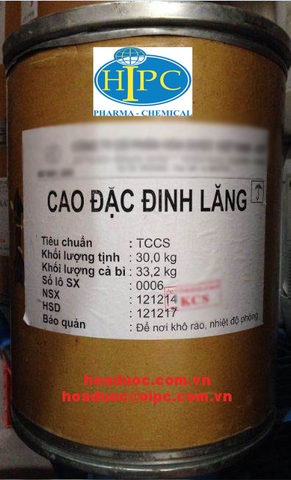 HIPC
PHARMA - CHEMICAL
CAO ĐẶC ĐINH LĂNG
Tiêu chuẩn : TCCS
Khối lượng tịnh : 30,0 kg
Khối lượng cả bì : 33,2 kg
Số lô SX : 0006
NSX : 121214
KCS
HSD : 121217
Bảo quản : Để nơi khô ráo, nhiệt độ phòng
hoaduoc.com.vn
hoaduoc@oipc.com.vn